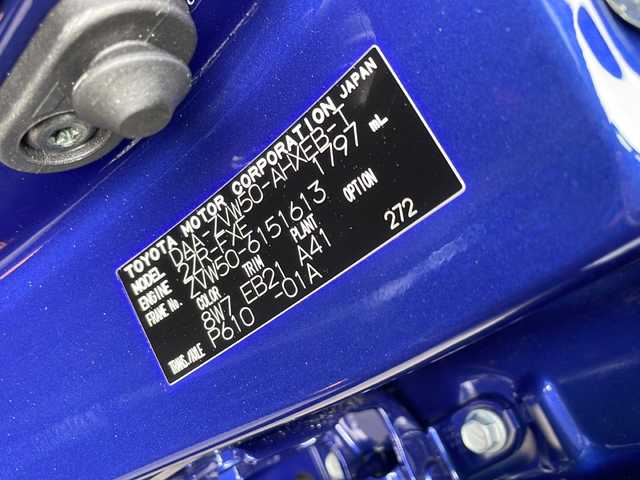 TOYOTA MOTOR CORPORATION JAPAN
MODEL DAA-ZVW50-AHXEB-T
ENGINE 2ZR-FXE 1797 mL
FRAME No. ZVW50-6151613
COLOR TRIM PLANT OPTION
8W7 EB21 A41 272
TRANS./AXLE P610 -01A